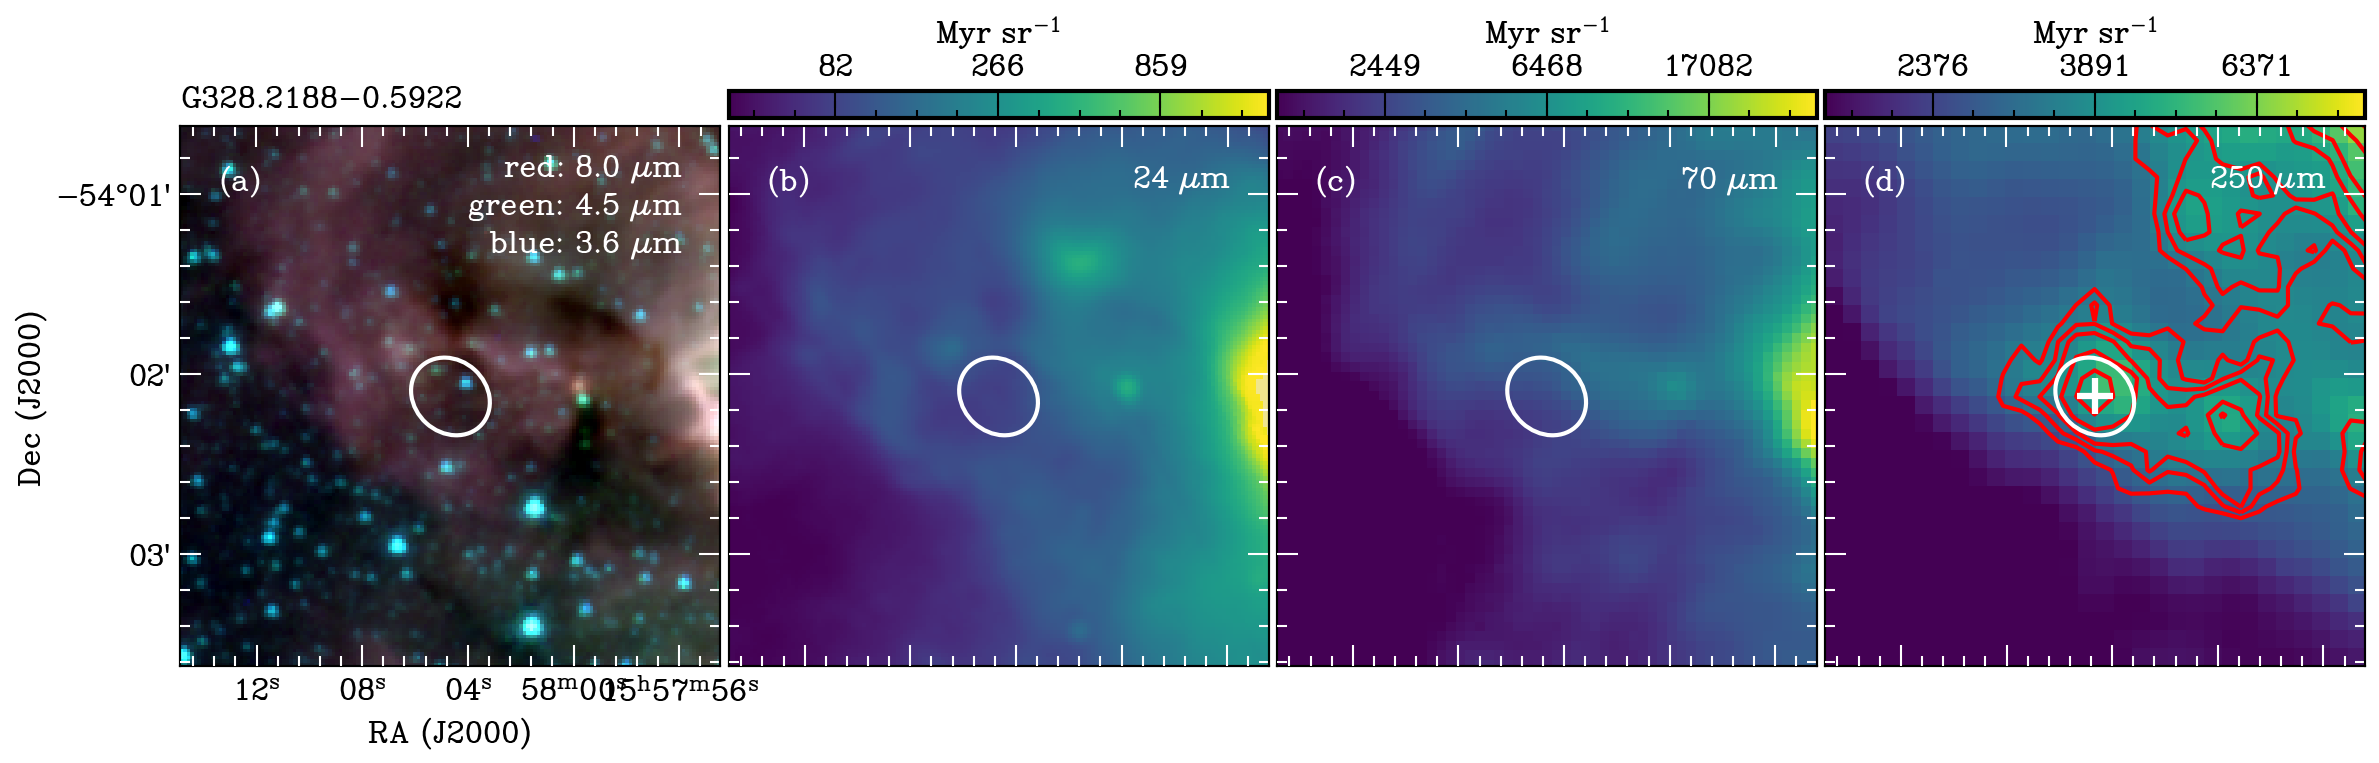 G328.2188−0.5922
(a)
red: 8.0 μm
green: 4.5 μm
blue: 3.6 μm
−54°01'
02'
03'
Dec (J2000)
12ˢ 08ˢ 04ˢ 58ᵐ00ˢ 15ʰ57ᵐ56ˢ
RA (J2000)
Myr sr⁻¹
82 266 859
(b)
24 μm
Myr sr⁻¹
2449 6468 17082
(c)
70 μm
Myr sr⁻¹
2376 3891 6371
(d)
250 μm